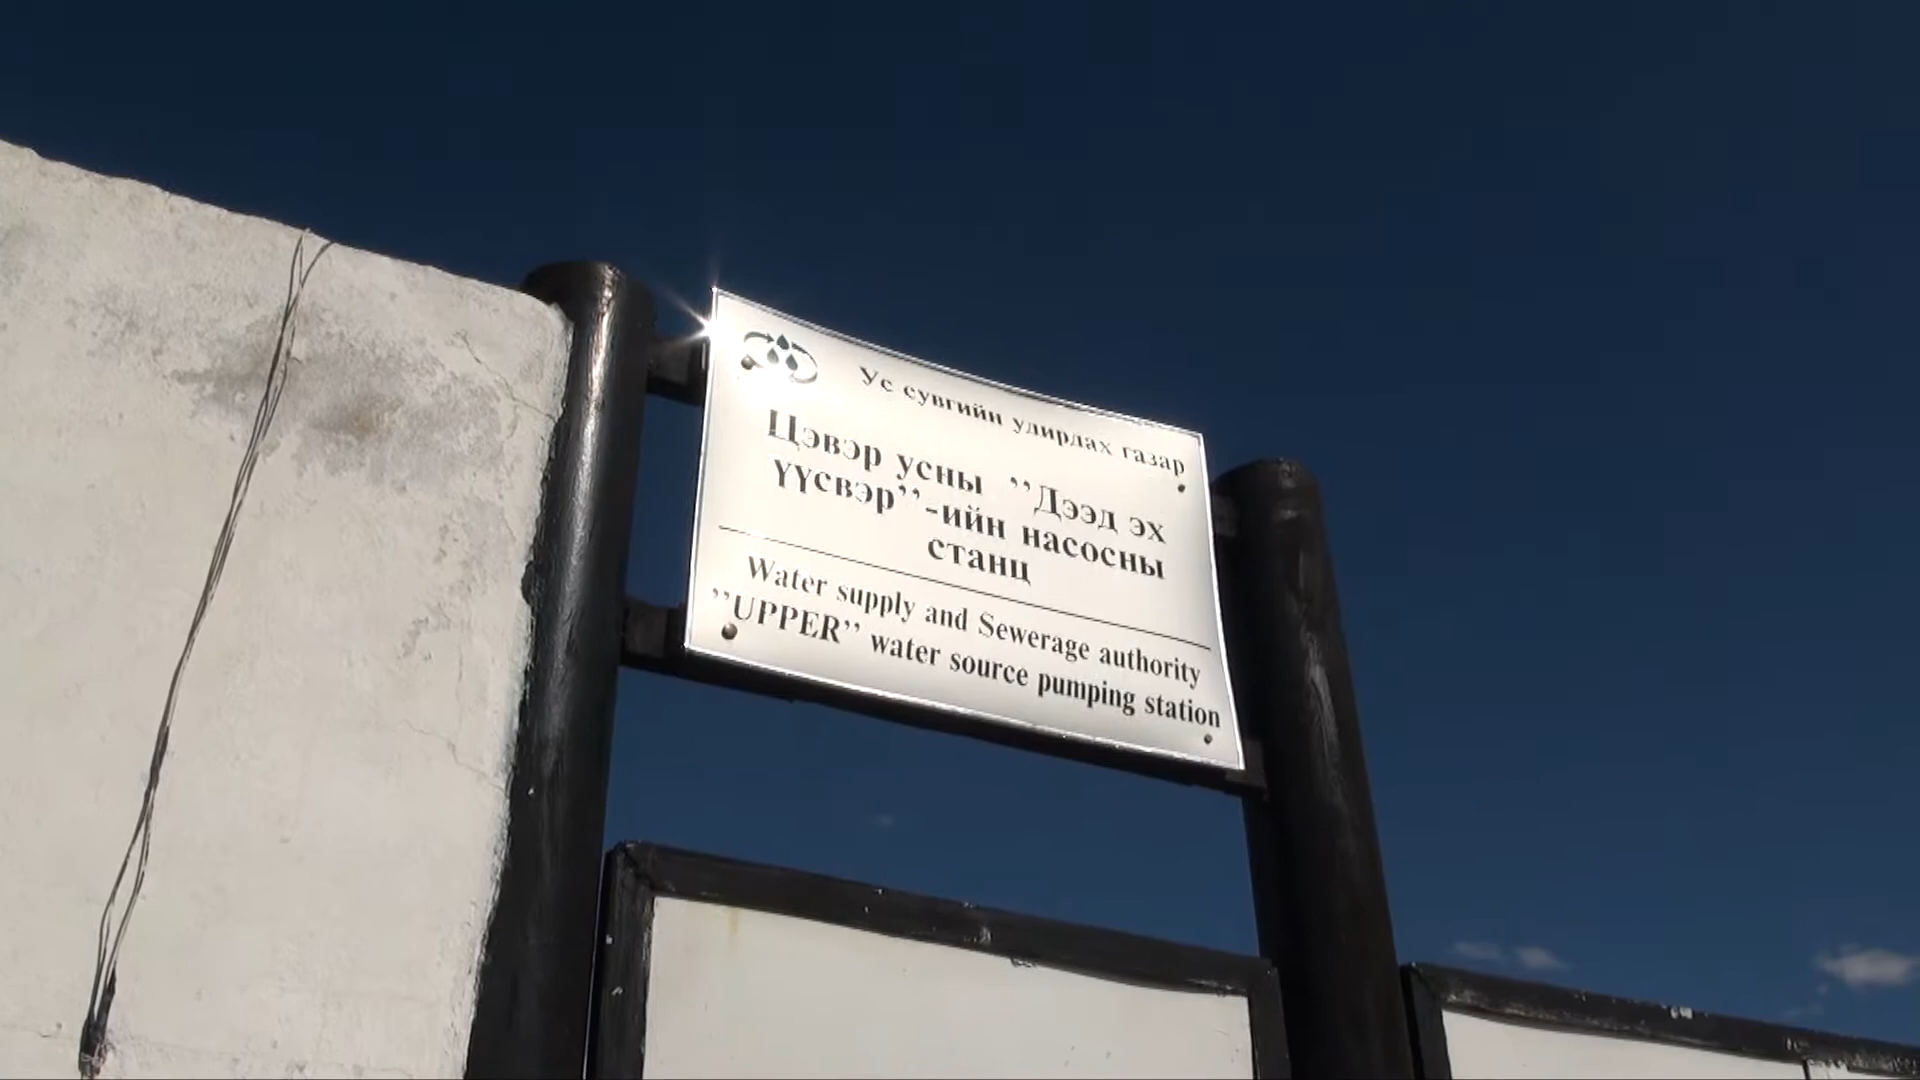 Ус сувгийн удирдах газар
Цэвэр усны ’’Дээд эх
үүсвэр’’-ийн насосны
станц
Water supply and Sewerage authority
’’UPPER’’ water source pumping station